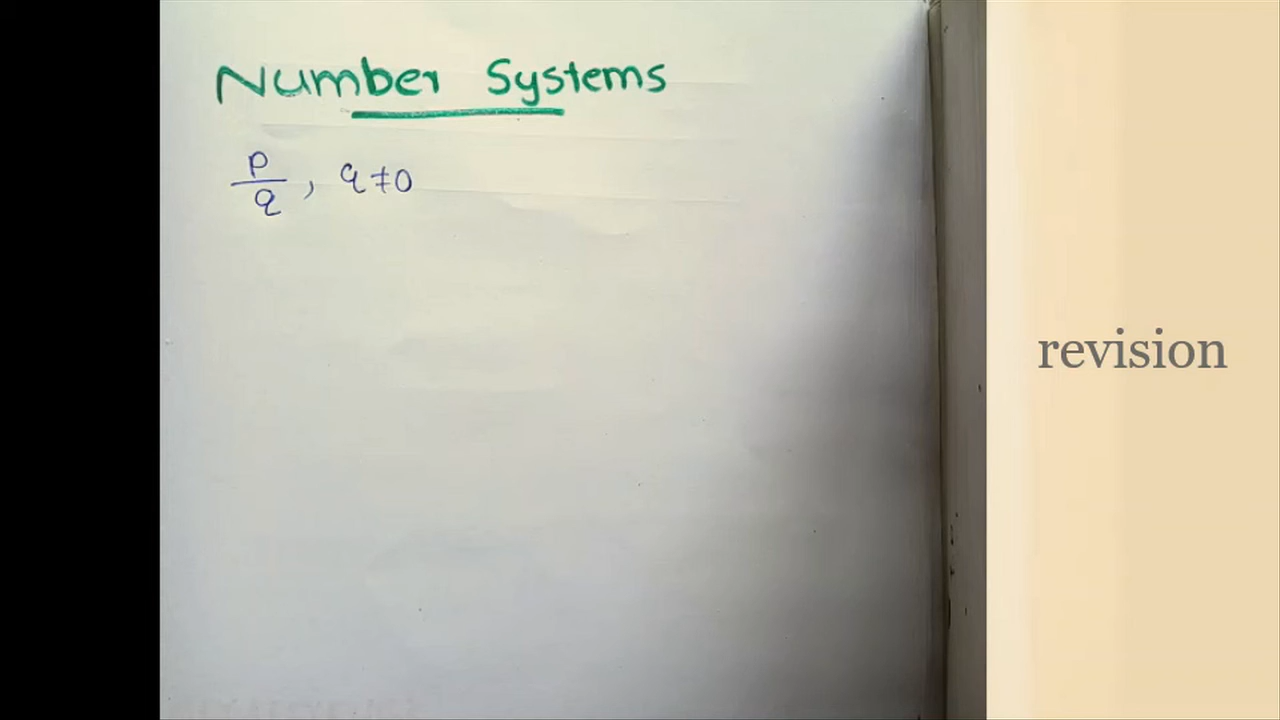 Number Systems
p/q, q≠0
revision